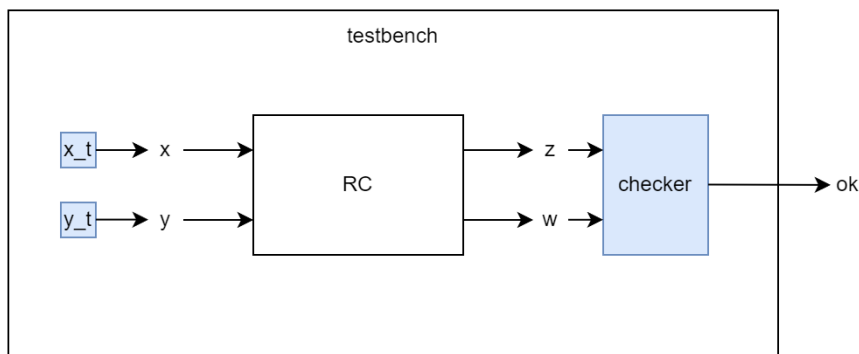 testbench
x_t
x
RC
z
checker
ok
y_t
y
w